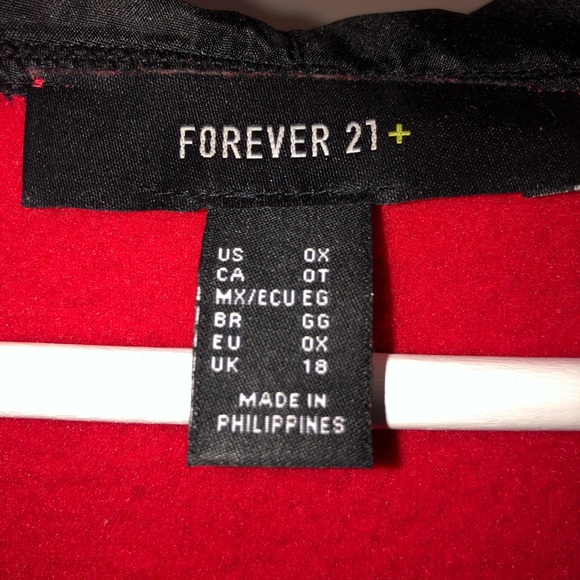 FOREVER 21+
US 0X
CA 0T
MX/ECU EG
BR GG
EU 0X
UK 18
MADE IN
PHILIPPINES